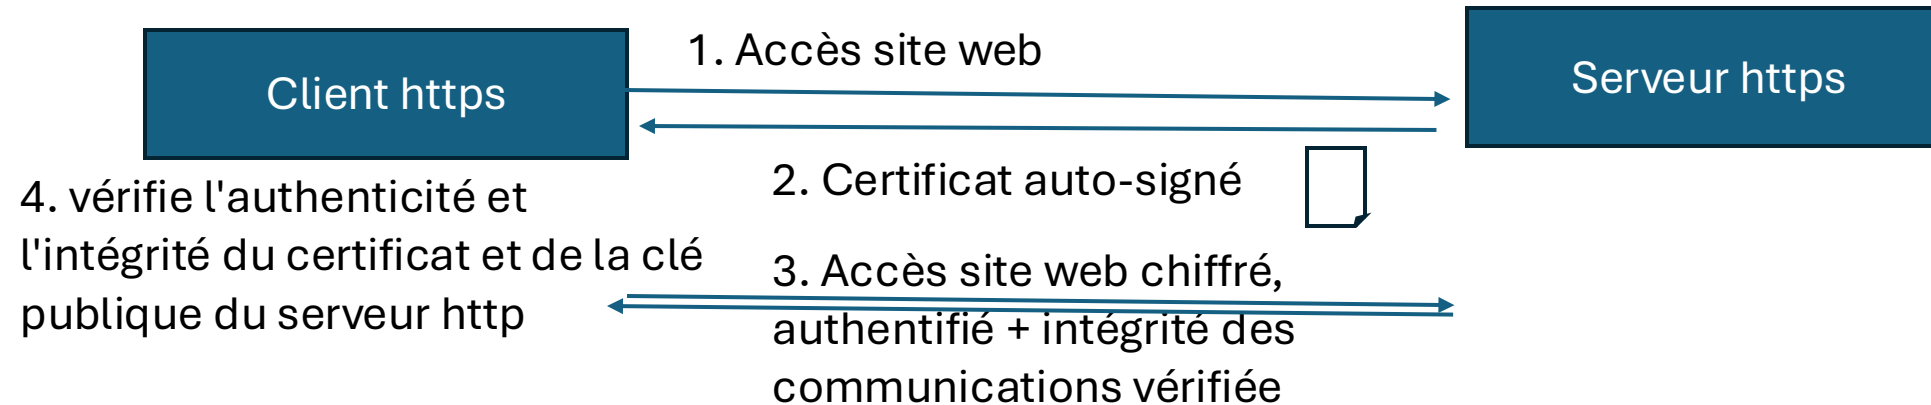 Client https
1. Accès site web
Serveur https
2. Certificat auto-signé
4. vérifie l'authenticité et
l'intégrité du certificat et de la clé
publique du serveur http
3. Accès site web chiffré,
authentifié + intégrité des
communications vérifiée